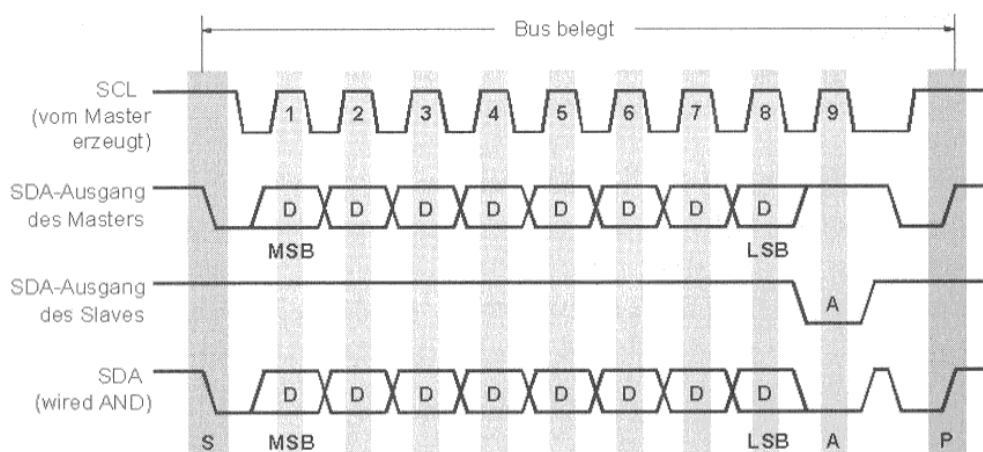 Bus belegt
SCL
(vom Master
erzeugt)
1 2 3 4 5 6 7 8 9
SDA-Ausgang
des Masters
D D D D D D D D
MSB LSB
SDA-Ausgang
des Slaves
A
SDA
(wired AND)
D D D D D D D D
S MSB LSB A P